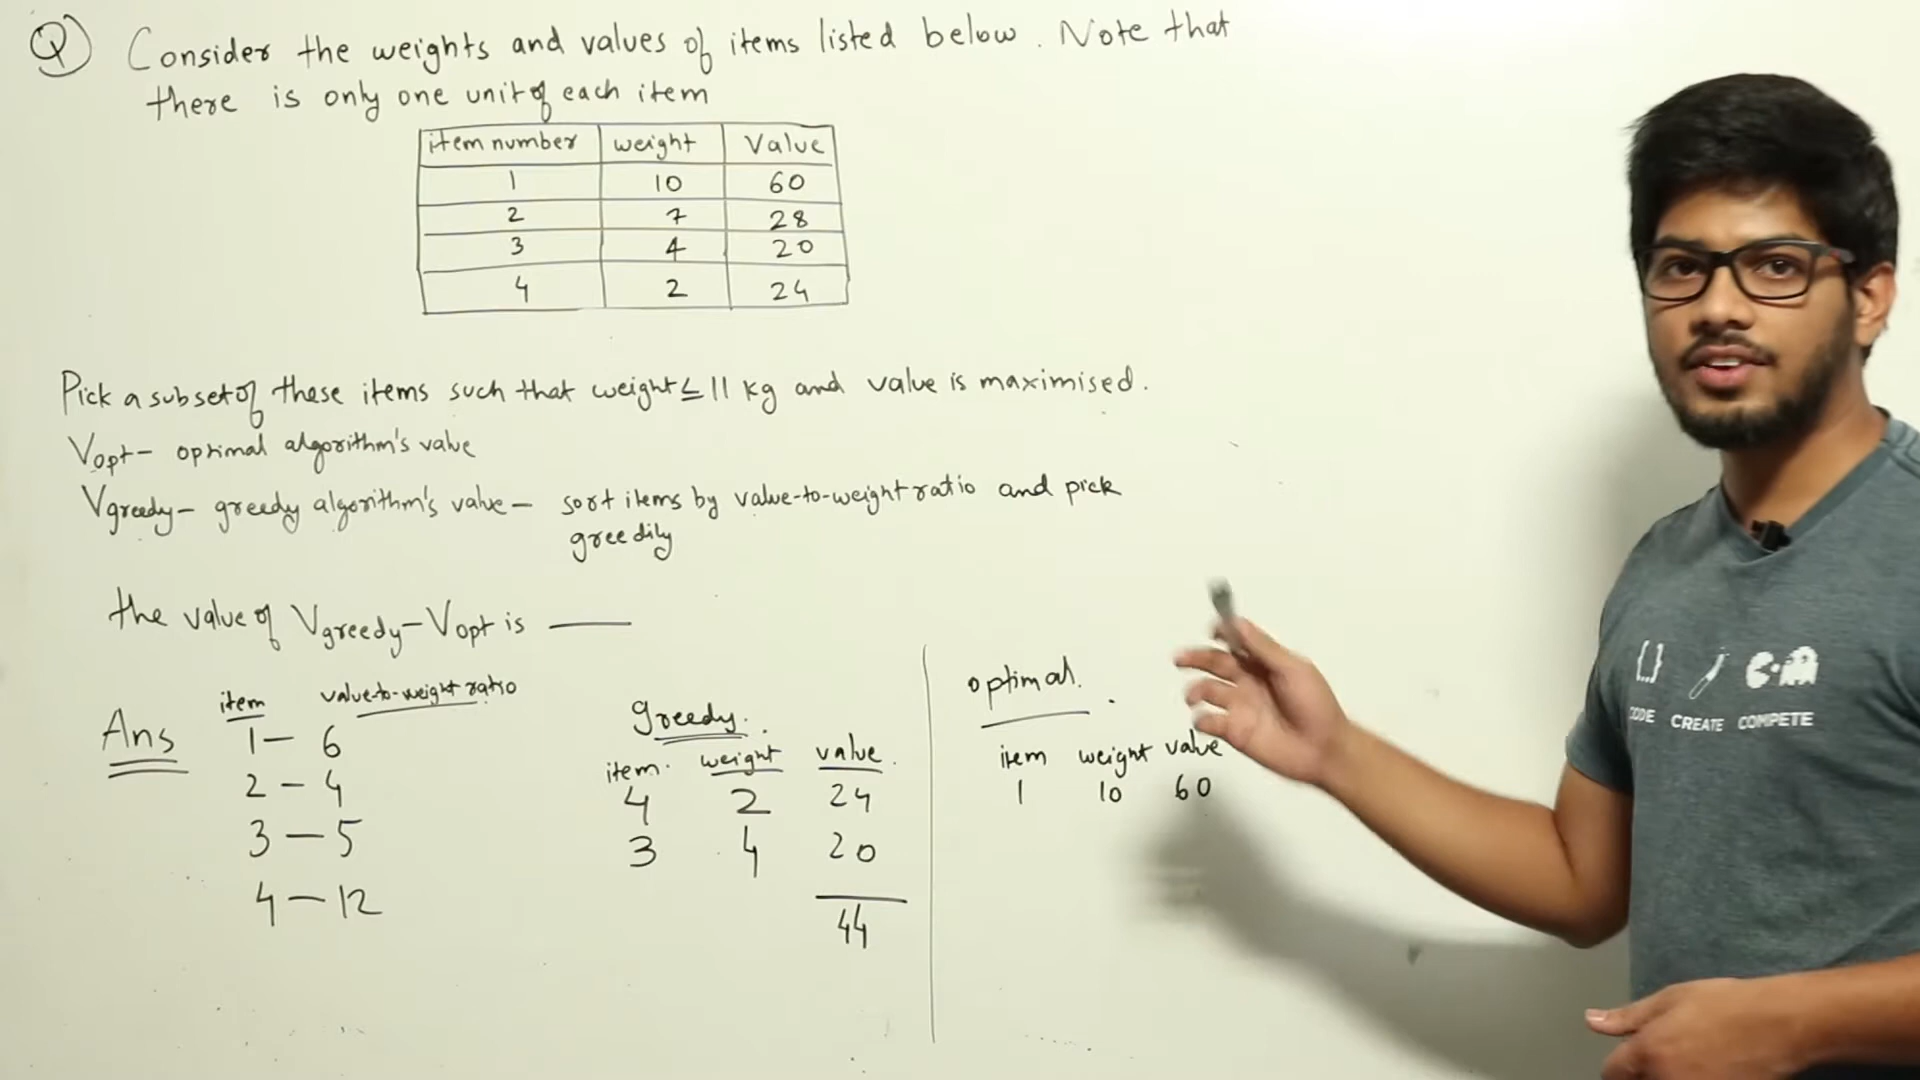 Q) Consider the weights and values of items listed below. Note that
there is only one unit of each item
item number weight Value
1 10 60
2 7 28
3 4 20
4 2 24
Pick a subset of these items such that weight ≤ 11 kg and value is maximised.
Vopt - optimal algorithm's value
Vgreedy - greedy algorithm's value - sort items by value-to-weight ratio and pick
greedily
the value of Vgreedy - Vopt is ____
Ans
item value-to-weight ratio
1 - 6
2 - 4
3 - 5
4 - 12
Greedy.
item weight value
4 2 24
3 4 20
44
optimal.
item weight value
1 10 60
{} 
CODE CREATE COMPETE